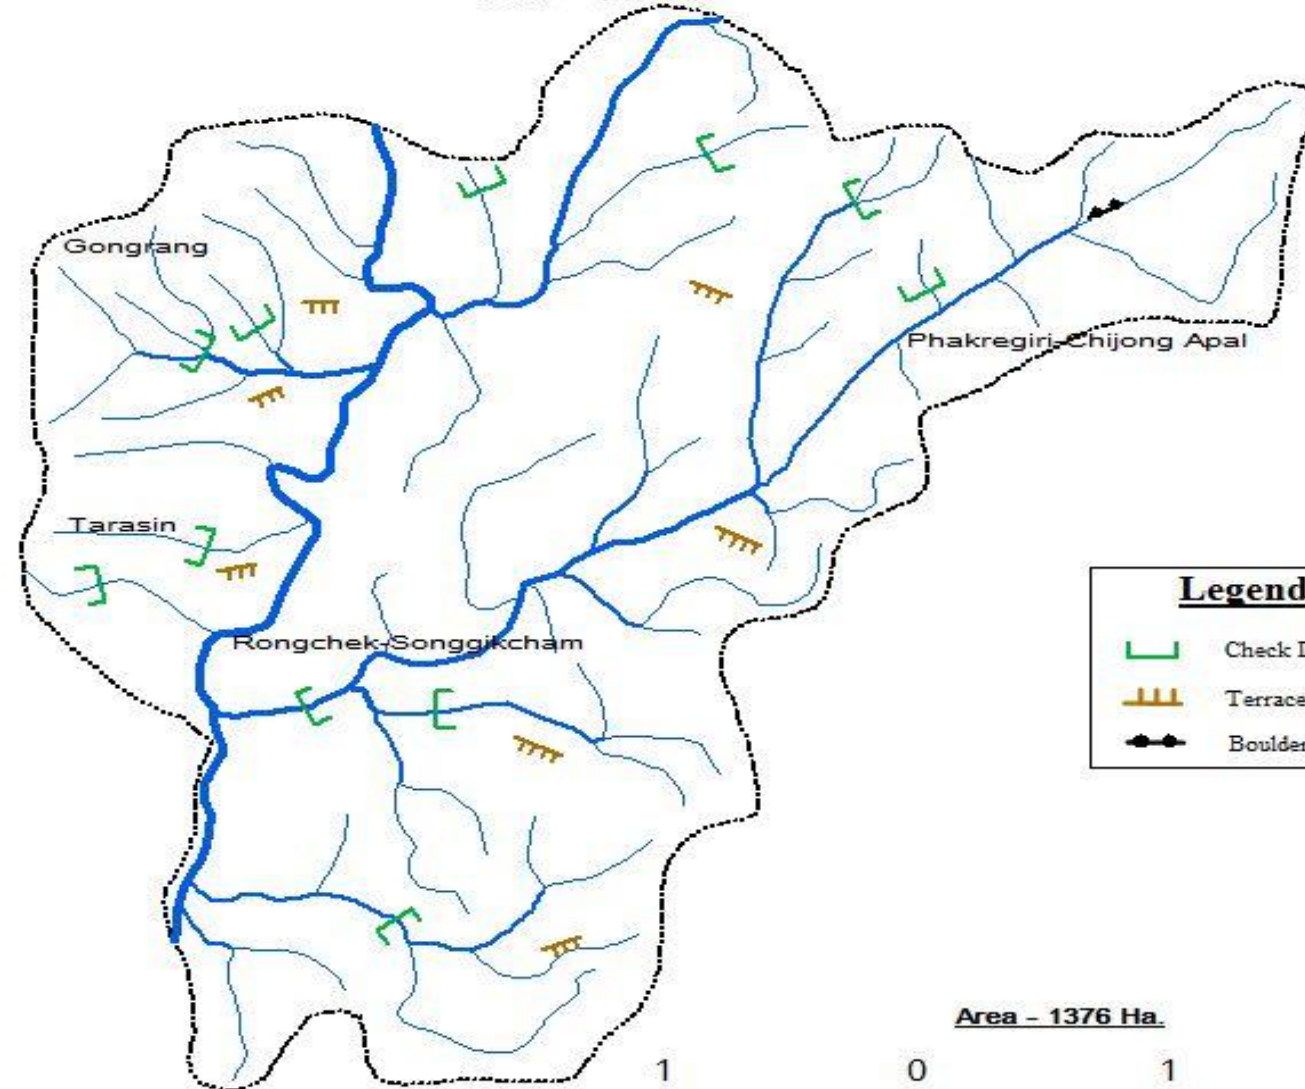 Gongrang
Phakregiri-Chijong Apal
Tarasin
Rongchek-Songgikcham
Legend
Check
Terrace
Boulder
Area - 1376 Ha.
1 0 1